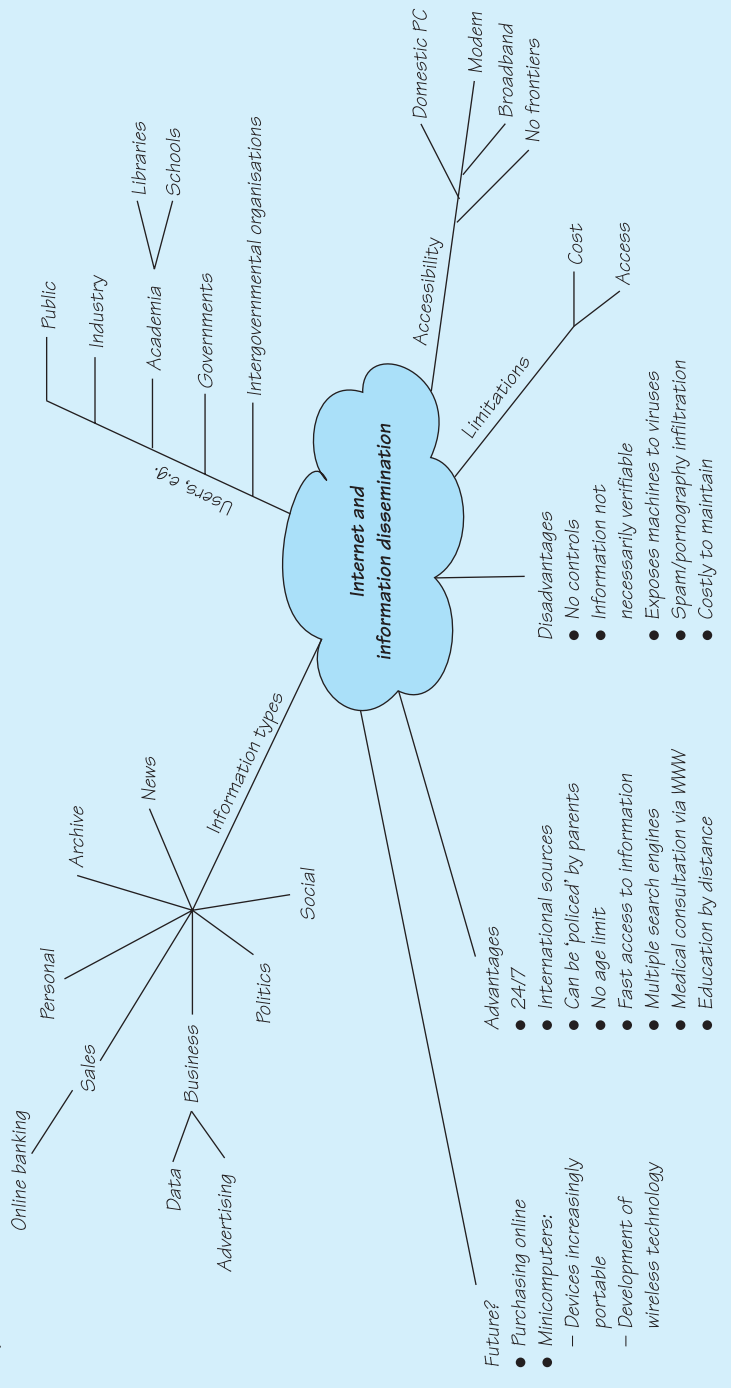 Online banking
Sales
Personal
Archive
News
Data
Advertising
Business
Politics
Social
Information types
Users, e.g.
Public
Industry
Academia
Libraries
Schools
Governments
Intergovernmental organisations
Internet and
information dissemination
Accessibility
Domestic PC
Modem
Broadband
No frontiers
Limitations
Cost
Access
Future?
● Purchasing online
● Minicomputers:
– Devices increasingly
portable
– Development of
wireless technology
Advantages
● 24/7
● International sources
● Can be ‘policed’ by parents
● No age limit
● Fast access to information
● Multiple search engines
● Medical consultation via WWW
● Education by distance
Disadvantages
● No controls
● Information not
necessarily verifiable
● Exposes machines to viruses
● Spam/pornography infiltration
● Costly to maintain